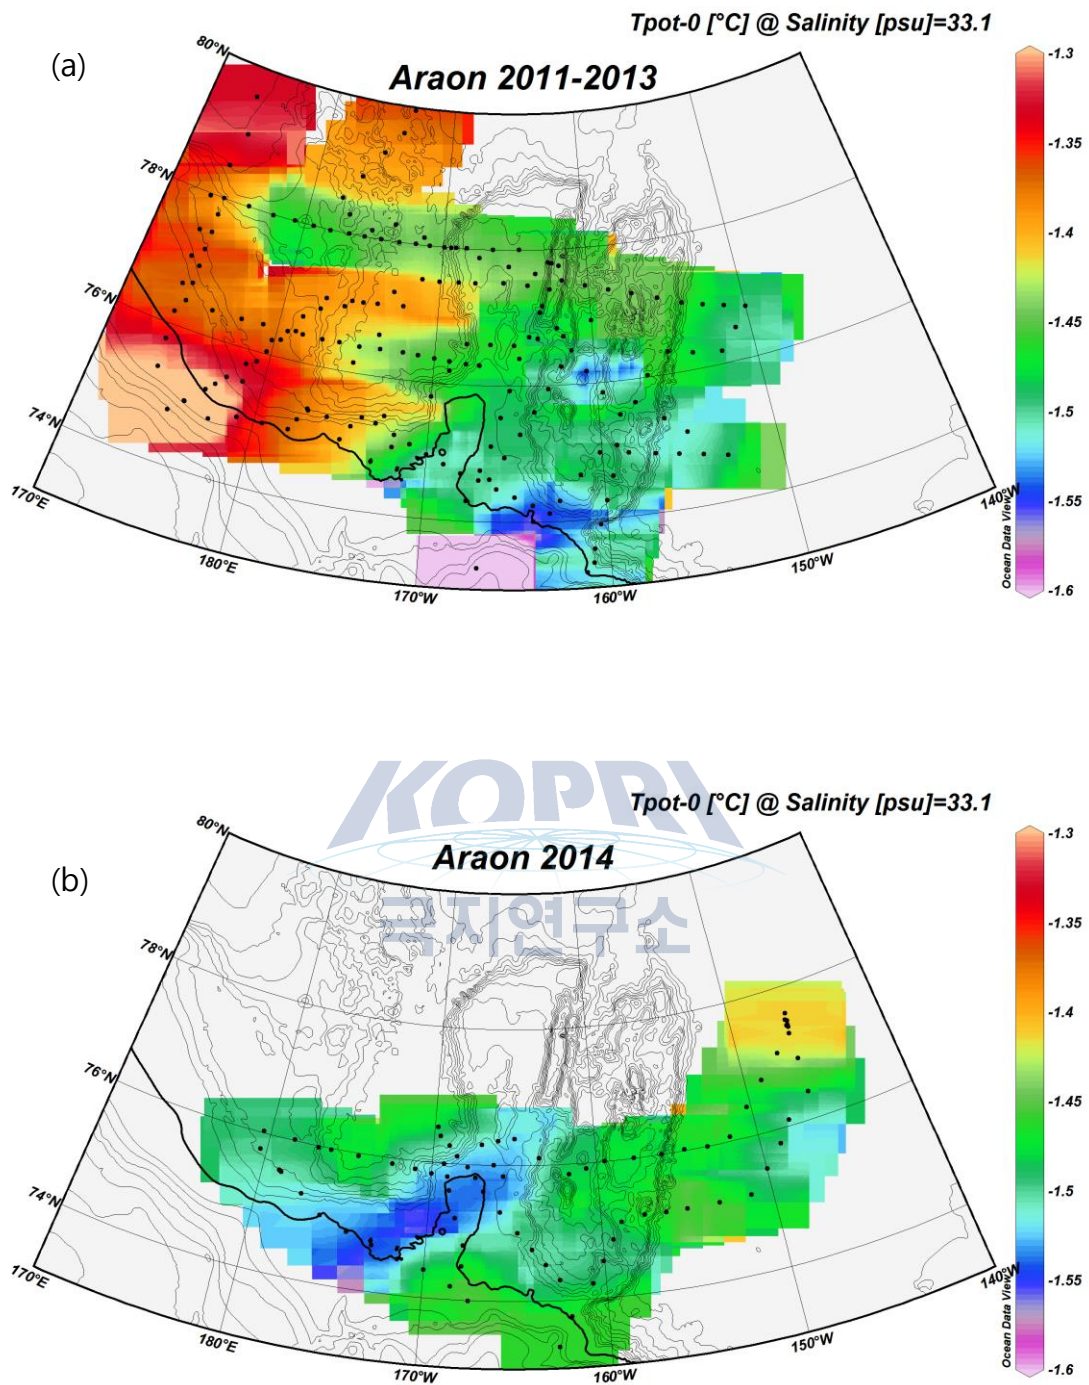 Tpot-0 [°C] @ Salinity [psu]=33.1
(a)
Araon 2011-2013
80°N
78°N
76°N
74°N
170°E
180°E
170°W
160°W
150°W
140°W
Ocean Data View
-1.3
-1.35
-1.4
-1.45
-1.5
-1.55
-1.6
KOPRI
극지연구소
Tpot-0 [°C] @ Salinity [psu]=33.1
(b)
Araon 2014
80°N
78°N
76°N
74°N
170°E
180°E
170°W
160°W
150°W
140°W
Ocean Data View
-1.3
-1.35
-1.4
-1.45
-1.5
-1.55
-1.6